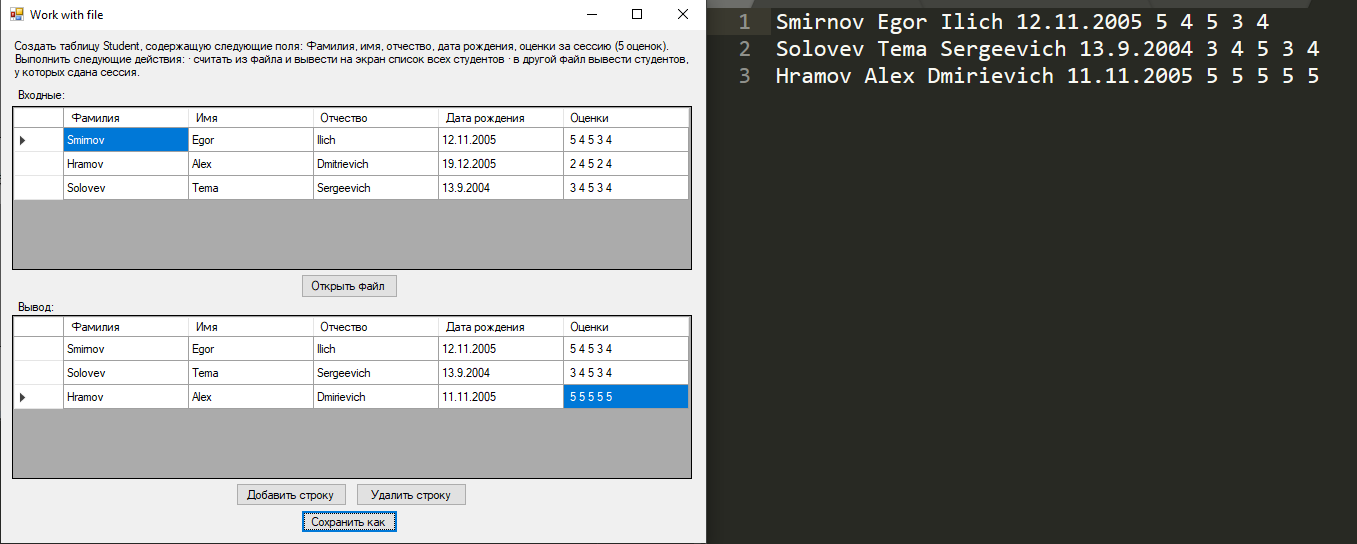 Work with file
Создать таблицу Student, содержащую следующие поля: Фамилия, имя, отчество, дата рождения, оценки за сессию (5 оценок).
Выполнить следующие действия: · считать из файла и вывести на экран список всех студентов · в другой файл вывести студентов,
у которых сдана сессия.
Входные:
Фамилия Имя Отчество Дата рождения Оценки
Smirnov Egor Ilich 12.11.2005 5 4 5 3 4
Hramov Alex Dmitrievich 19.12.2005 2 4 5 2 4
Solovev Tema Sergeevich 13.9.2004 3 4 5 3 4
Открыть файл
Вывод:
Фамилия Имя Отчество Дата рождения Оценки
Smirnov Egor Ilich 12.11.2005 5 4 5 3 4
Solovev Tema Sergeevich 13.9.2004 3 4 5 3 4
Hramov Alex Dmirievich 11.11.2005 5 5 5 5 5
Добавить строку Удалить строку
Сохранить как
1 Smirnov Egor Ilich 12.11.2005 5 4 5 3 4
2 Solovev Tema Sergeevich 13.9.2004 3 4 5 3 4
3 Hramov Alex Dmirievich 11.11.2005 5 5 5 5 5